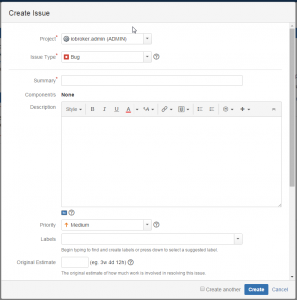 Create Issue
Project* iobroker.admin (ADMIN)
Issue Type* Bug
Summary*
Components None
Description
Style B I U A
Priority Medium
Labels
Begin typing to find and create labels or press down to select a suggested label.
Original Estimate (eg. 3w 4d 12h)
The original estimate of how much work is involved in resolving this issue.
Create another Create Cancel